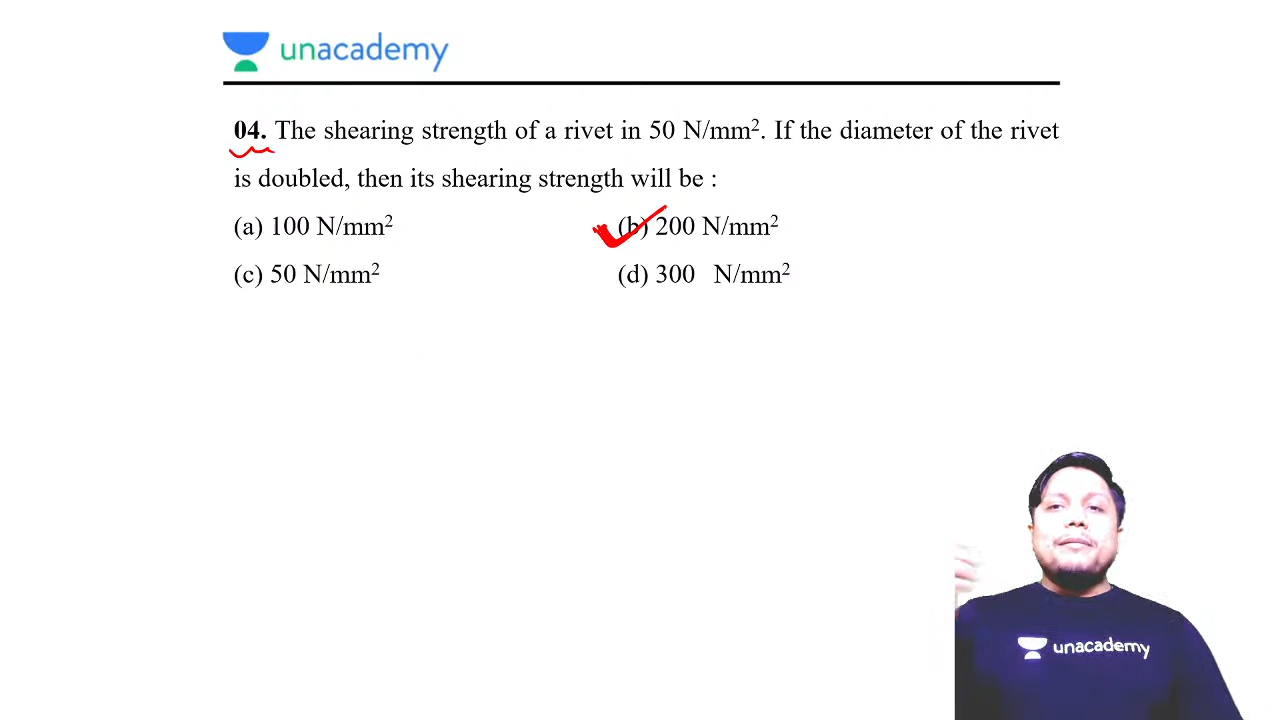 unacademy
04. The shearing strength of a rivet in 50 N/mm². If the diameter of the rivet
is doubled, then its shearing strength will be :
(a) 100 N/mm² (b) 200 N/mm²
(c) 50 N/mm² (d) 300 N/mm²
unacademy